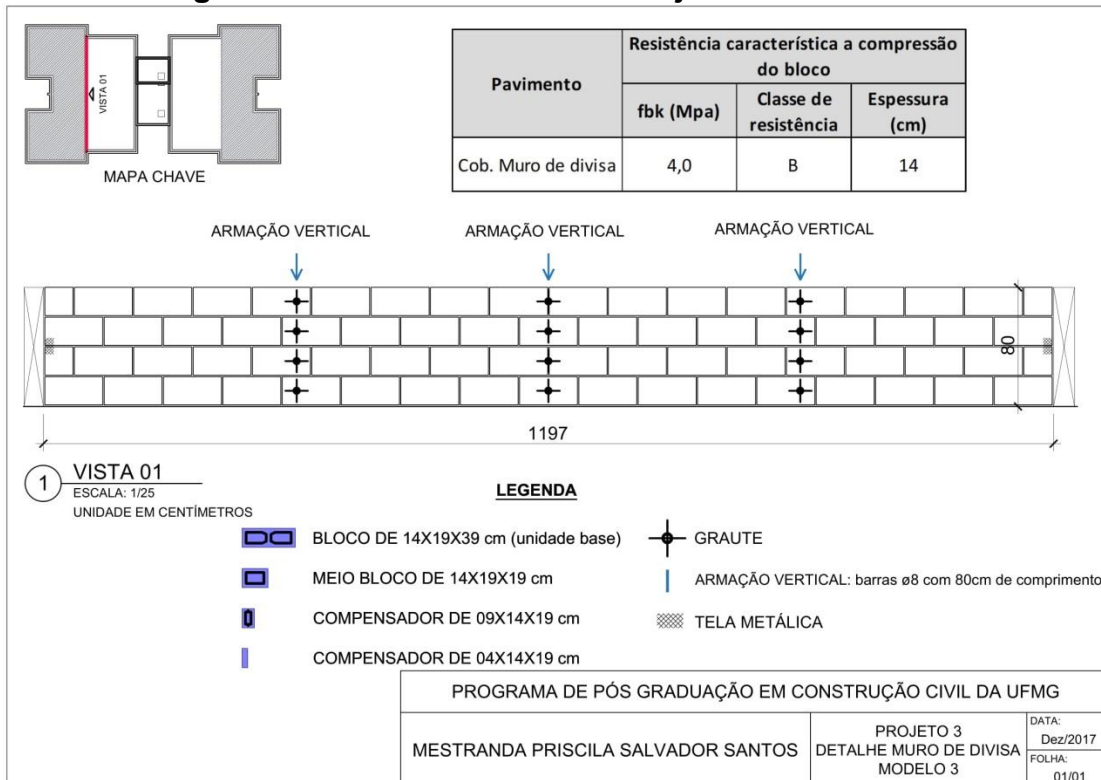 VISTA 01
MAPA CHAVE
Pavimento
Resistência característica a compressão
do bloco
fbk (Mpa)
Classe de
resistência
Espessura
(cm)
Cob. Muro de divisa
4,0
B
14
ARMAÇÃO VERTICAL
ARMAÇÃO VERTICAL
ARMAÇÃO VERTICAL
80
1197
1
VISTA 01
ESCALA: 1/25
UNIDADE EM CENTÍMETROS
LEGENDA
BLOCO DE 14X19X39 cm (unidade base)
GRAUTE
MEIO BLOCO DE 14X19X19 cm
ARMAÇÃO VERTICAL: barras ø8 com 80cm de comprimento
COMPENSADOR DE 09X14X19 cm
TELA METÁLICA
COMPENSADOR DE 04X14X19 cm
PROGRAMA DE PÓS GRADUAÇÃO EM CONSTRUÇÃO CIVIL DA UFMG
MESTRANDA PRISCILA SALVADOR SANTOS
PROJETO 3
DETALHE MURO DE DIVISA
MODELO 3
DATA:
Dez/2017
FOLHA:
01/01